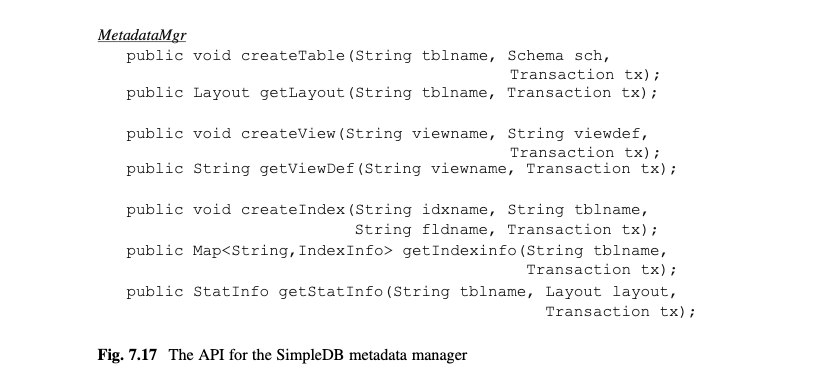 MetadataMgr
public void createTable(String tblname, Schema sch,
Transaction tx);
public Layout getLayout(String tblname, Transaction tx);
public void createView(String viewname, String viewdef,
Transaction tx);
public String getViewDef(String viewname, Transaction tx);
public void createIndex(String idxname, String tblname,
String fldname, Transaction tx);
public Map<String,IndexInfo> getIndexinfo(String tblname,
Transaction tx);
public StatInfo getStatInfo(String tblname, Layout layout,
Transaction tx);
Fig. 7.17 The API for the SimpleDB metadata manager